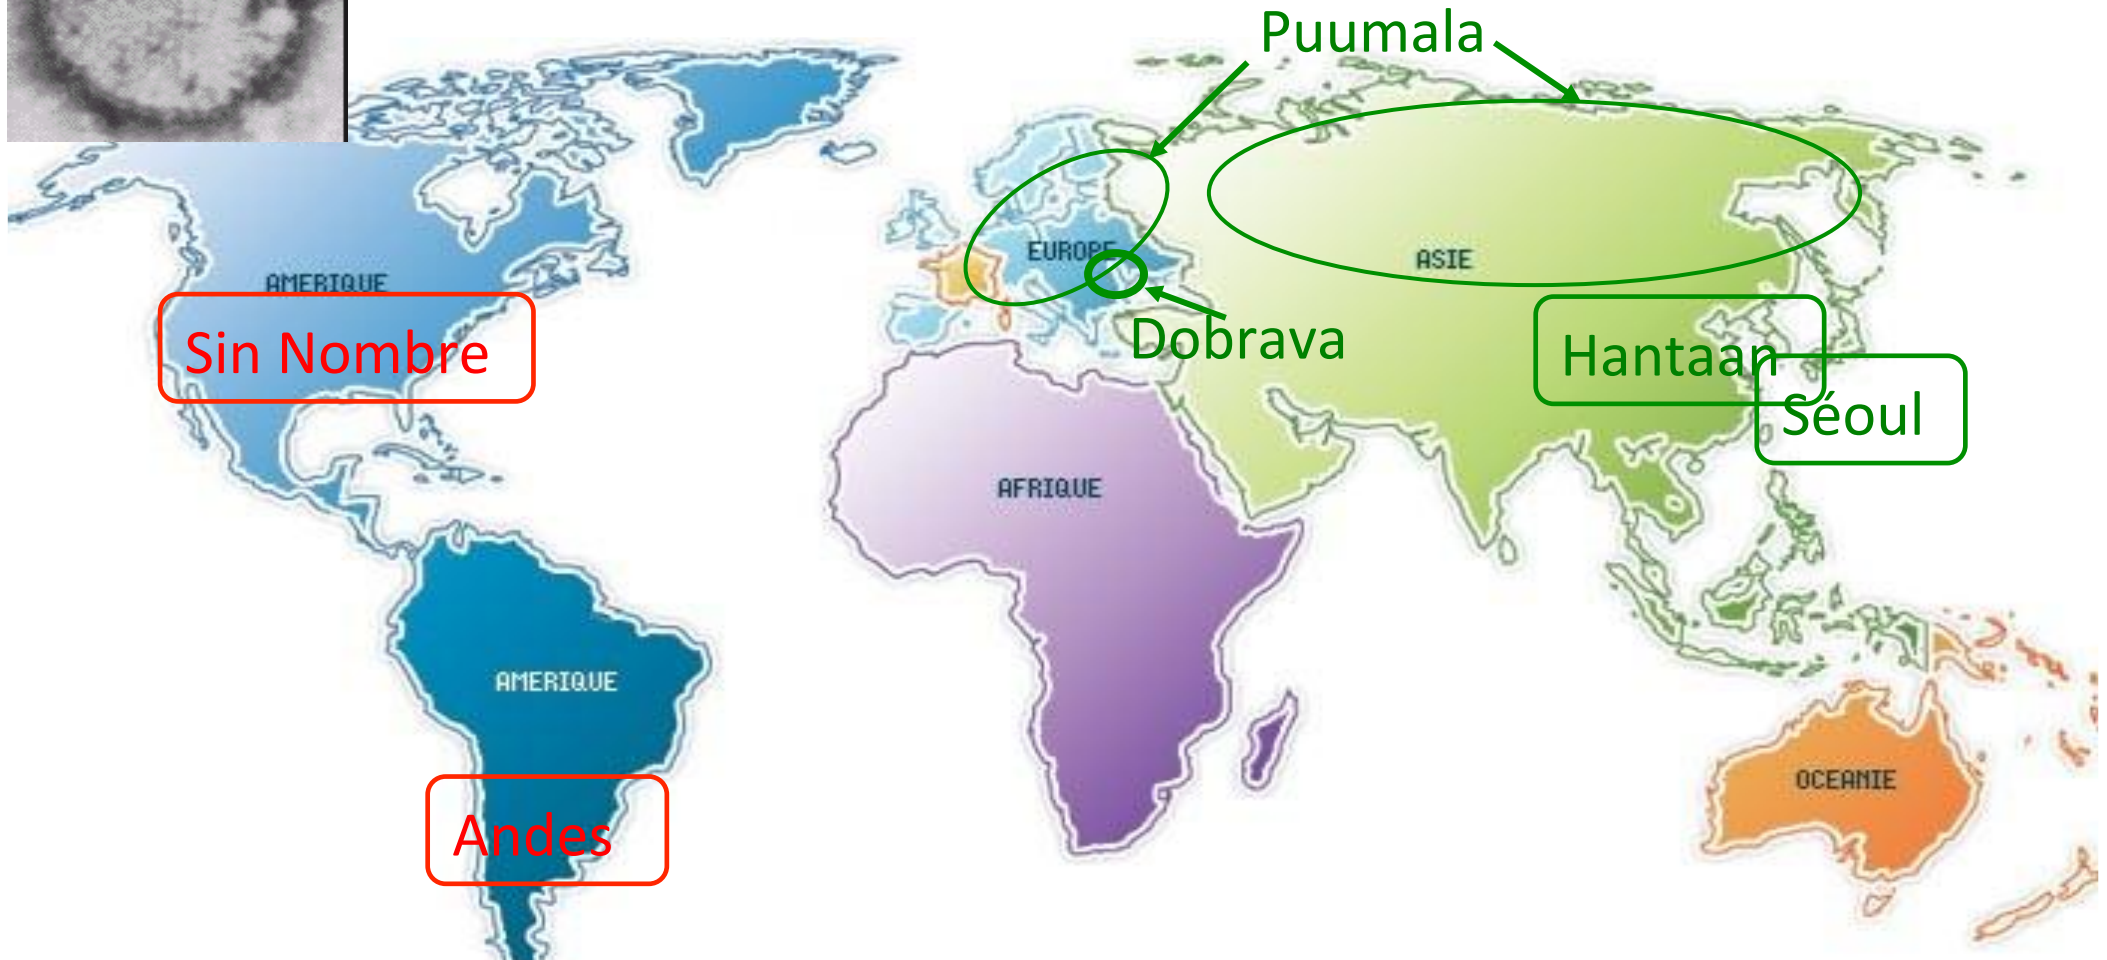 Puumala
EUROPE
ASIE
AMERIQUE
Sin Nombre
Dobrava
Hantaan
Séoul
AFRIQUE
AMERIQUE
OCEANIE
Andes